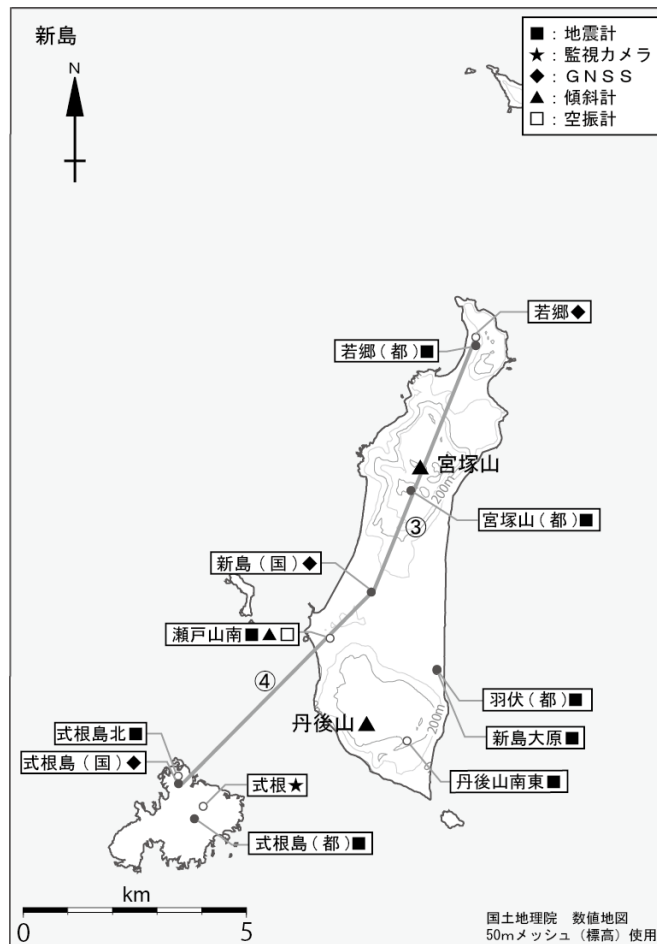 新島
■：地震計
★：監視カメラ
◆：ＧＮＳＳ
▲：傾斜計
□：空振計
N
若郷◆
若郷（都）■
宮塚山
200m
宮塚山（都）■
③
新島（国）◆
瀬戸山南■▲□
④
羽伏（都）■
丹後山
200m
新島大原■
式根島北■
式根島（国）◆
丹後山南東■
式根★
式根島（都）■
km
0 5
国土地理院　数値地図
50mメッシュ（標高）使用